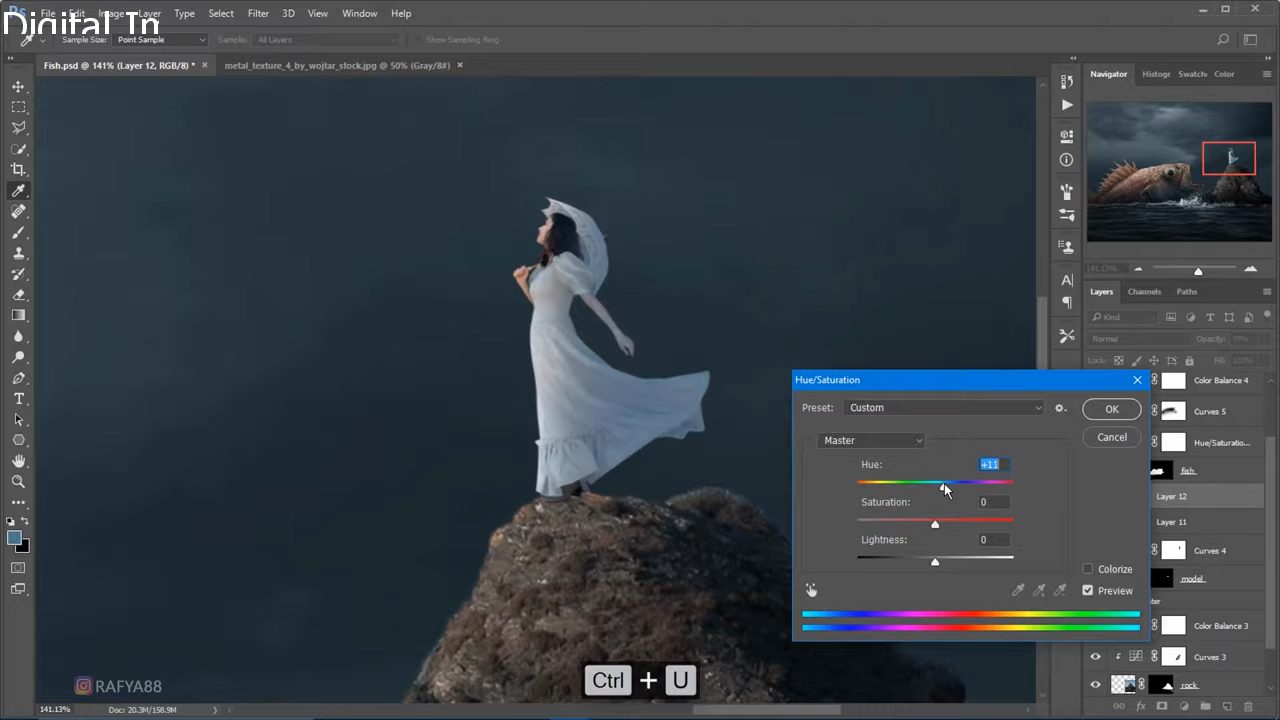 Digital Tn
File Edit Image Layer Type Select Filter 3D View Window Help
Sample Size: Point Sample Sample: All Layers Show Sampling Ring
Fish.psd @ 141% (Layer 12, RGB/8) * × metal_texture_4_by_wojtar_stock.jpg @ 50% (Gray/8#) ×
Navigator Histogr Swatch Color
141.13%
Layers Channels Paths
Kind
Normal Opacity:
Lock: Fill: 100%
Color Balance 4
Curves 5
Hue/Saturatio...
fish
Layer 12
Layer 11
Curves 4
model
Color Balance 3
Curves 3
rock
Hue/Saturation
Preset: Custom OK
Cancel
Master
Hue: +11
Saturation: 0
Lightness: 0
Colorize
Preview
Ctrl + U
RAFYA88
141.13% Doc: 20.3M/158.9M